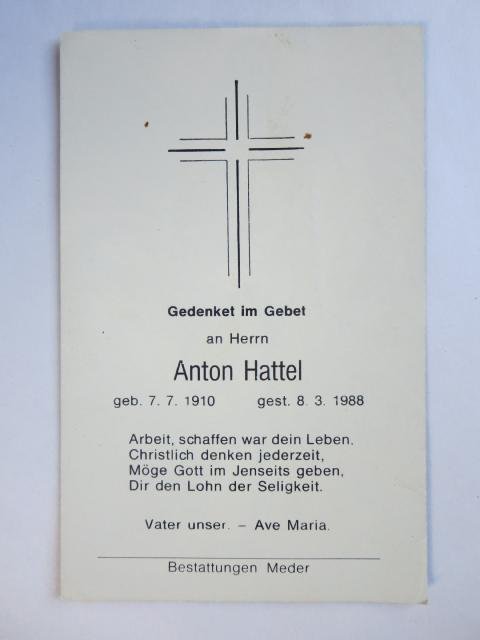 Gedenket im Gebet
an Herrn
Anton Hattel
geb. 7. 7. 1910 gest. 8. 3. 1988
Arbeit, schaffen war dein Leben,
Christlich denken jederzeit,
Möge Gott im Jenseits geben,
Dir den Lohn der Seligkeit.
Vater unser. – Ave Maria.
Bestattungen Meder